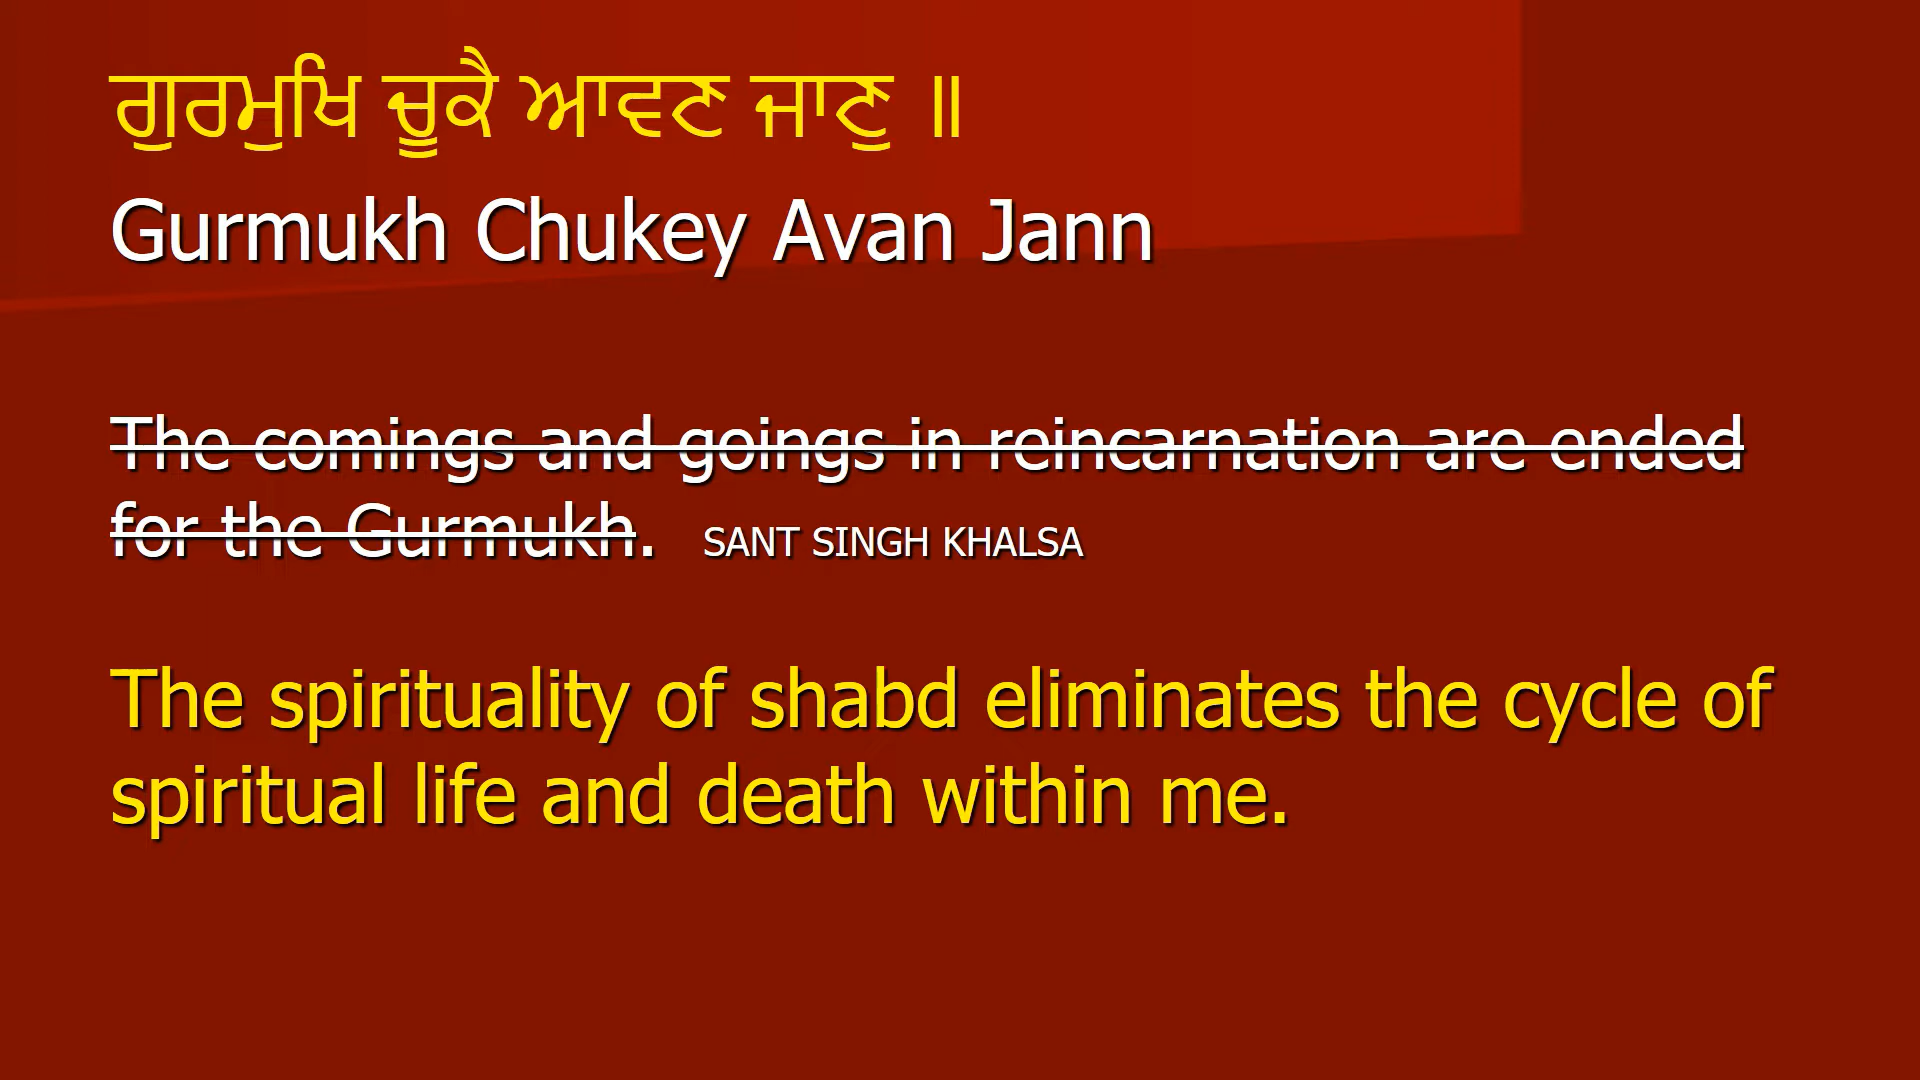 ਗੁਰਮੁਖਿ ਚੂਕੈ ਆਵਣ ਜਾਣੁ ॥
Gurmukh Chukey Avan Jann
The comings and goings in reincarnation are ended
for the Gurmukh. SANT SINGH KHALSA
The spirituality of shabd eliminates the cycle of
spiritual life and death within me.